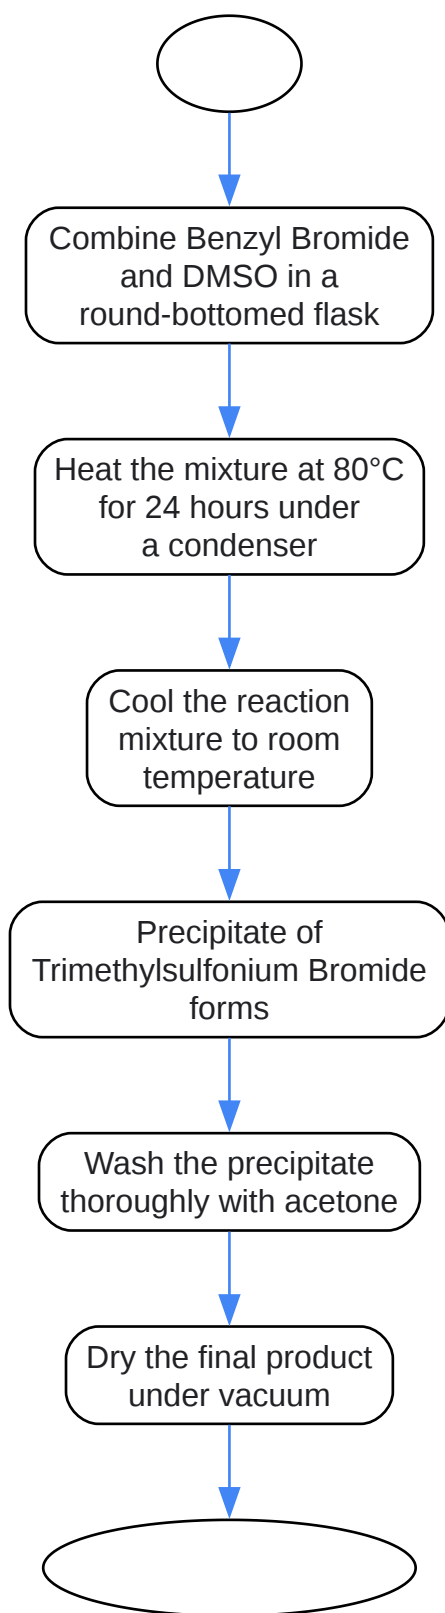 Combine Benzyl Bromide
and DMSO in a
round-bottomed flask
Heat the mixture at 80°C
for 24 hours under
a condenser
Cool the reaction
mixture to room
temperature
Precipitate of
Trimethylsulfonium Bromide
forms
Wash the precipitate
thoroughly with acetone
Dry the final product
under vacuum